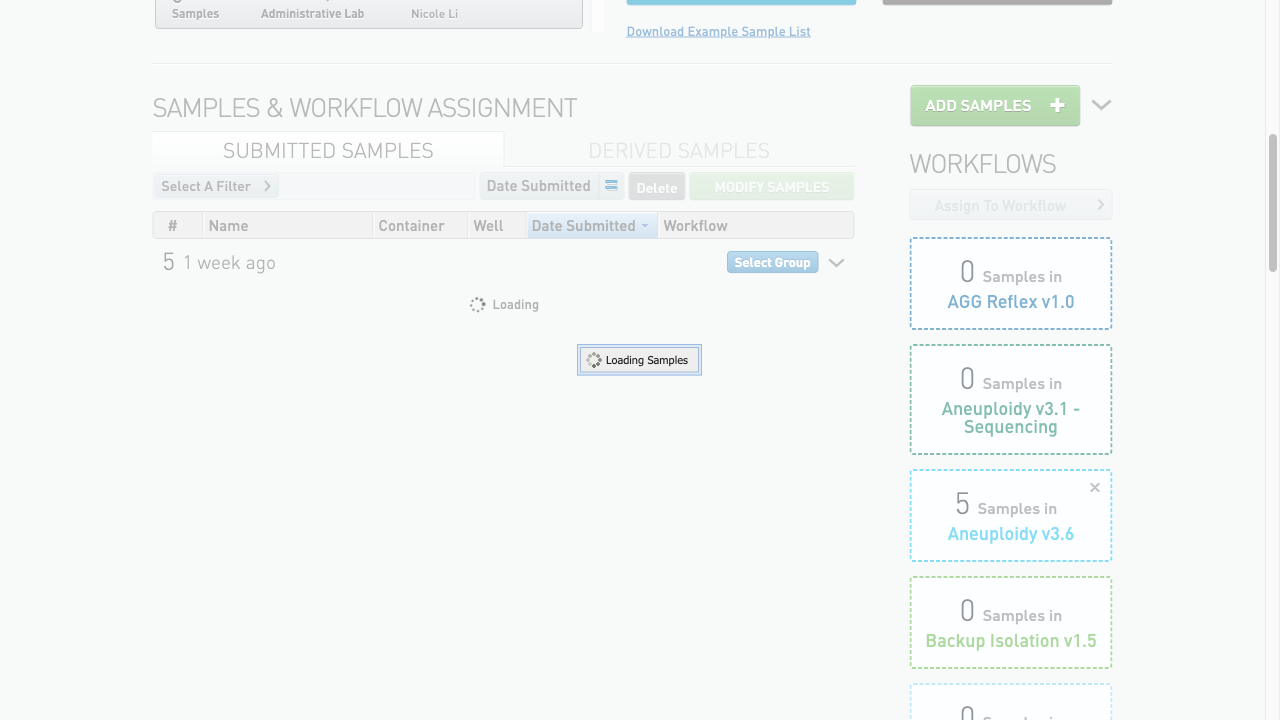 Samples Administrative Lab Nicole Li
Download Example Sample List
SAMPLES & WORKFLOW ASSIGNMENT
ADD SAMPLES
SUBMITTED SAMPLES
DERIVED SAMPLES
WORKFLOWS
Select A Filter
Date Submitted
Delete
MODIFY SAMPLES
Assign To Workflow
# Name Container Well Date Submitted Workflow
5 1 week ago
Select Group
Loading
Loading Samples
0 Samples in
AGG Reflex v1.0
0 Samples in
Aneuploidy v3.1 -
Sequencing
5 Samples in
Aneuploidy v3.6
0 Samples in
Backup Isolation v1.5
0 Samples in